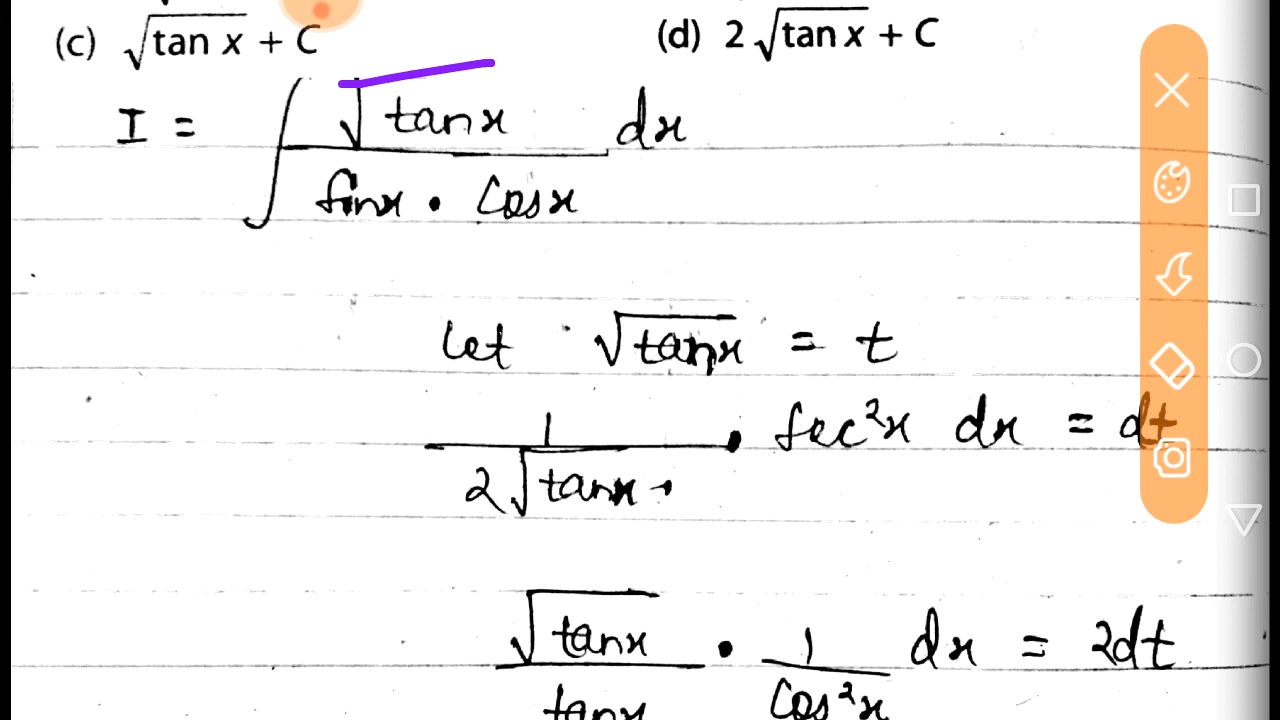 (c) √tan x + C (d) 2√tan x + C
I = ∫ √tanx / sinx · cosx dx
let √tanx = t
1 / 2√tanx · sec²x dx = dt
√tanx / tanx · 1 / cos²x dx = 2dt